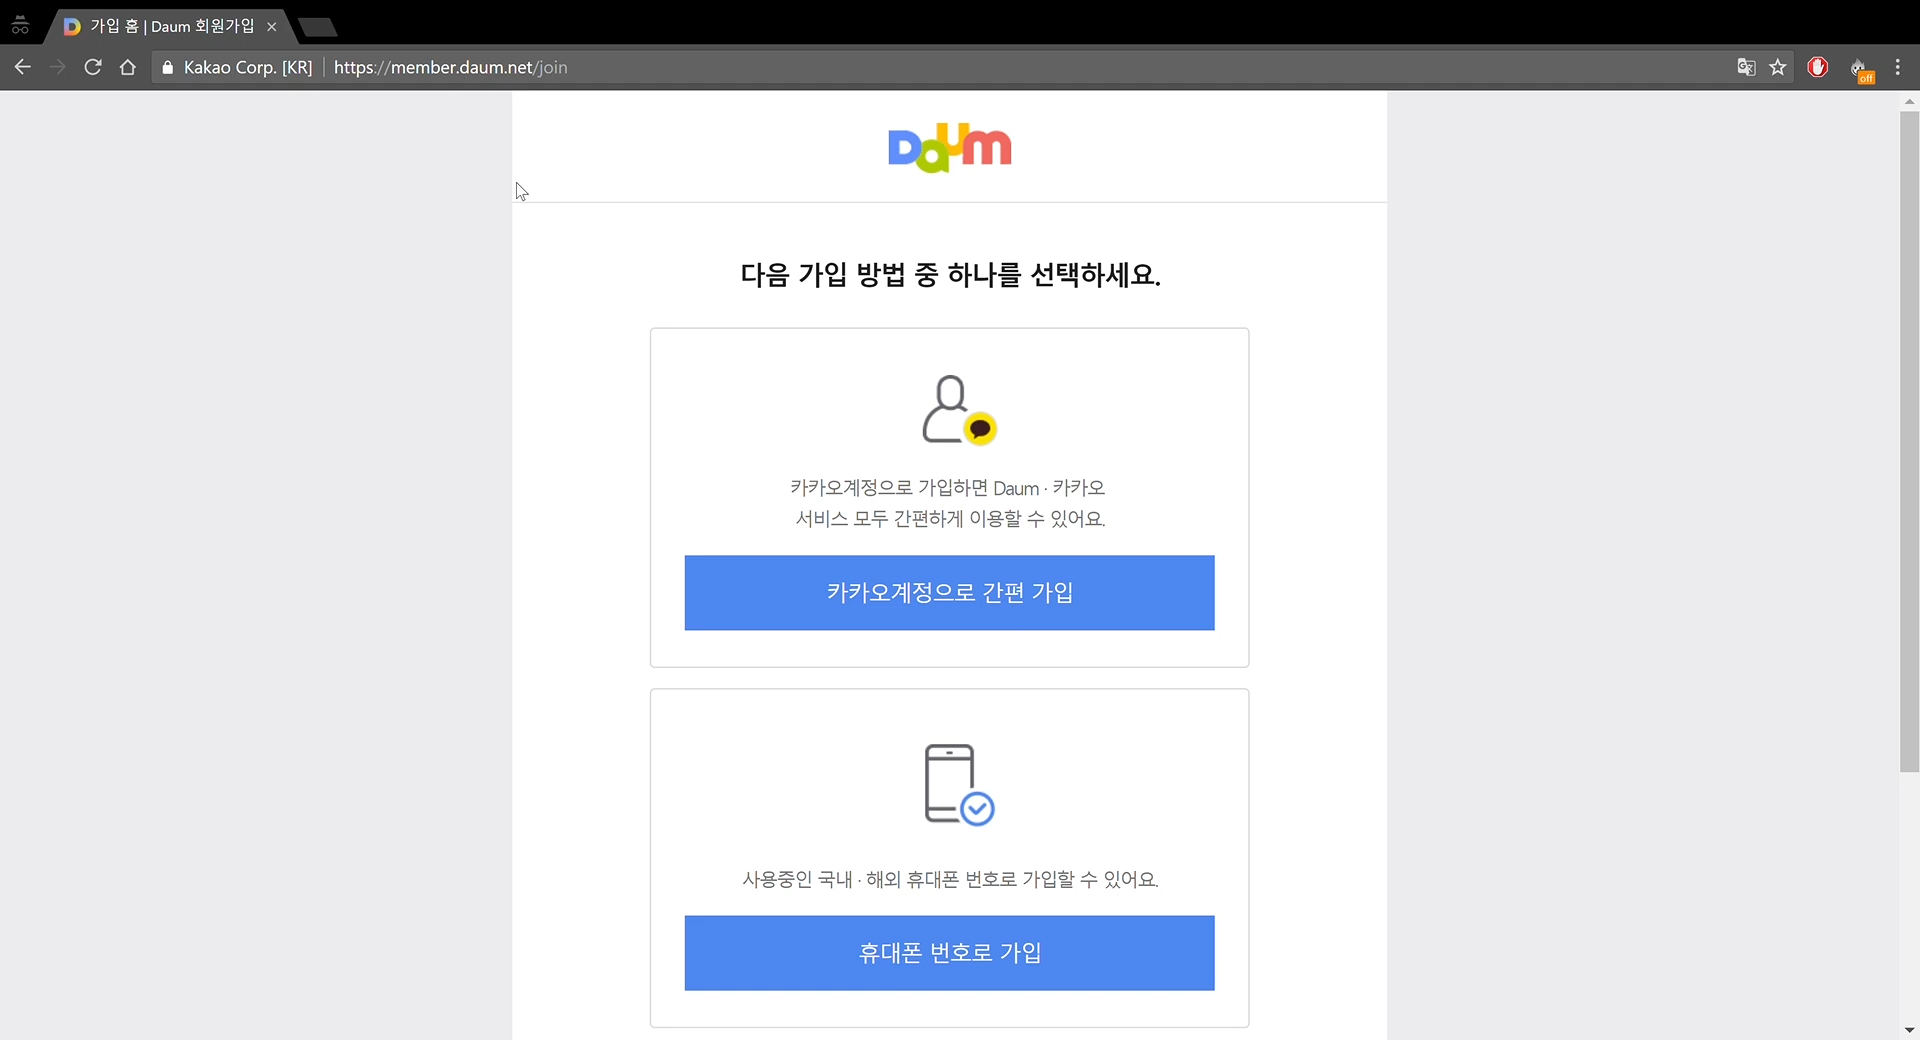 가입 홈 | Daum 회원가입
Kakao Corp. [KR] https://member.daum.net/join
off
Daum
다음 가입 방법 중 하나를 선택하세요.
카카오계정으로 가입하면 Daum · 카카오
서비스 모두 간편하게 이용할 수 있어요.
카카오계정으로 간편 가입
사용중인 국내 · 해외 휴대폰 번호로 가입할 수 있어요.
휴대폰 번호로 가입